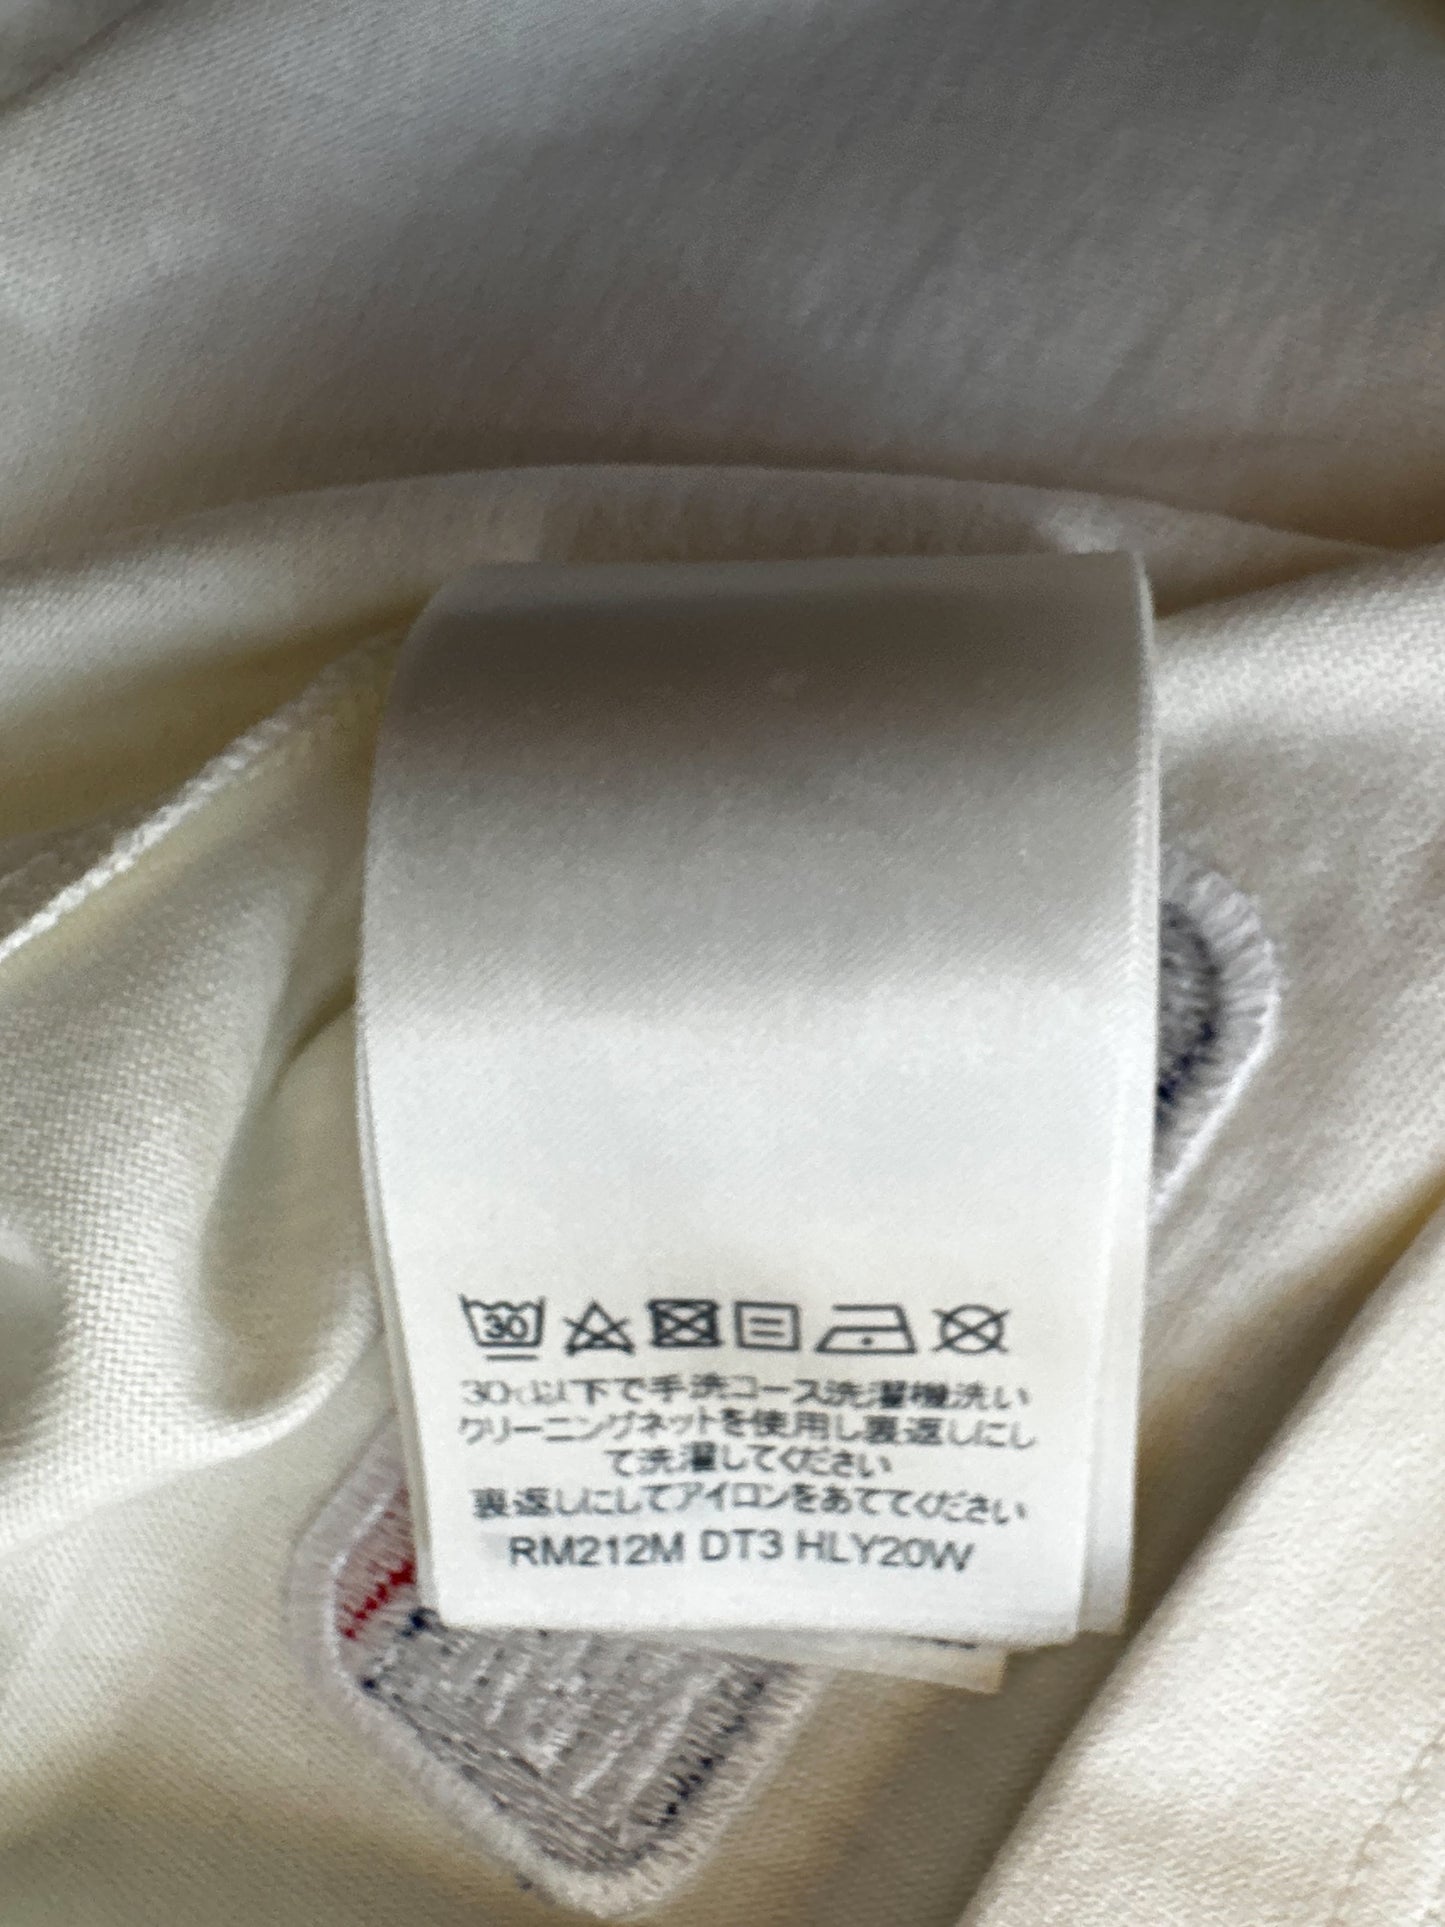 30
30℃以下で手洗コース洗濯機洗い
クリーニングネットを使用し裏返しにし
て洗濯してください
裏返しにしてアイロンをあててください
RM212M DT3 HLY20W